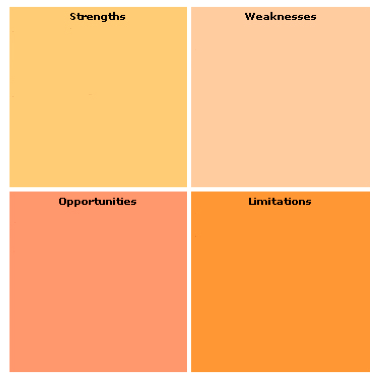 Strengths
Weaknesses
Opportunities
Limitations